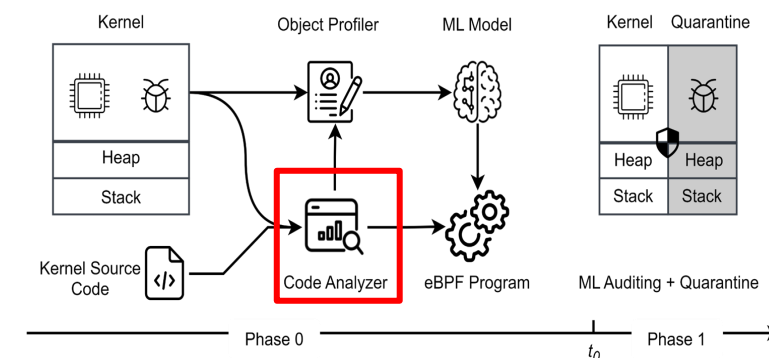 Kernel
Object Profiler
ML Model
Kernel
Quarantine
Heap
Stack
Heap
Heap
Stack
Stack
Kernel Source
Code
</>
Code Analyzer
eBPF Program
ML Auditing + Quarantine
Phase 0
t0
Phase 1